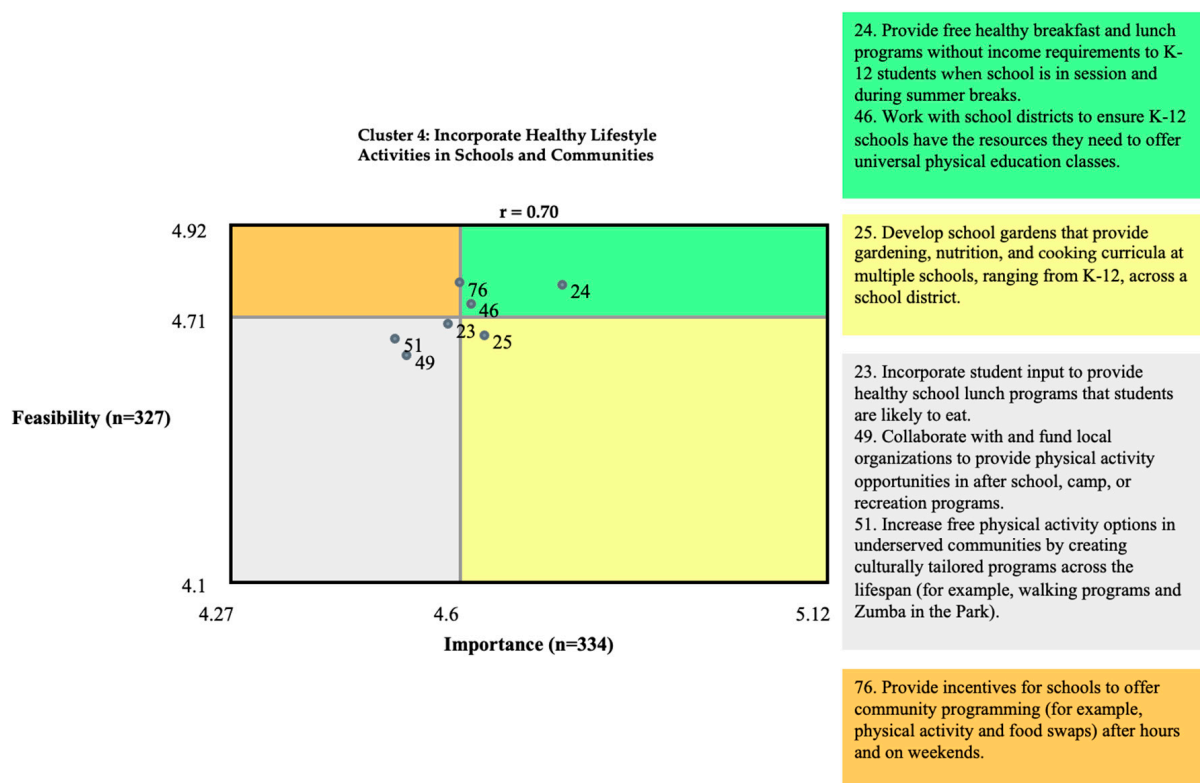 Cluster 4: Incorporate Healthy Lifestyle
Activities in Schools and Communities
r = 0.70
4.92
76
24
46
4.71
23
25
51
49
Feasibility (n=327)
4.1
4.27
4.6
5.12
Importance (n=334)
24. Provide free healthy breakfast and lunch
programs without income requirements to K-
12 students when school is in session and
during summer breaks.
46. Work with school districts to ensure K-12
schools have the resources they need to offer
universal physical education classes.
25. Develop school gardens that provide
gardening, nutrition, and cooking curricula at
multiple schools, ranging from K-12, across a
school district.
23. Incorporate student input to provide
healthy school lunch programs that students
are likely to eat.
49. Collaborate with and fund local
organizations to provide physical activity
opportunities in after school, camp, or
recreation programs.
51. Increase free physical activity options in
underserved communities by creating
culturally tailored programs across the
lifespan (for example, walking programs and
Zumba in the Park).
76. Provide incentives for schools to offer
community programming (for example,
physical activity and food swaps) after hours
and on weekends.